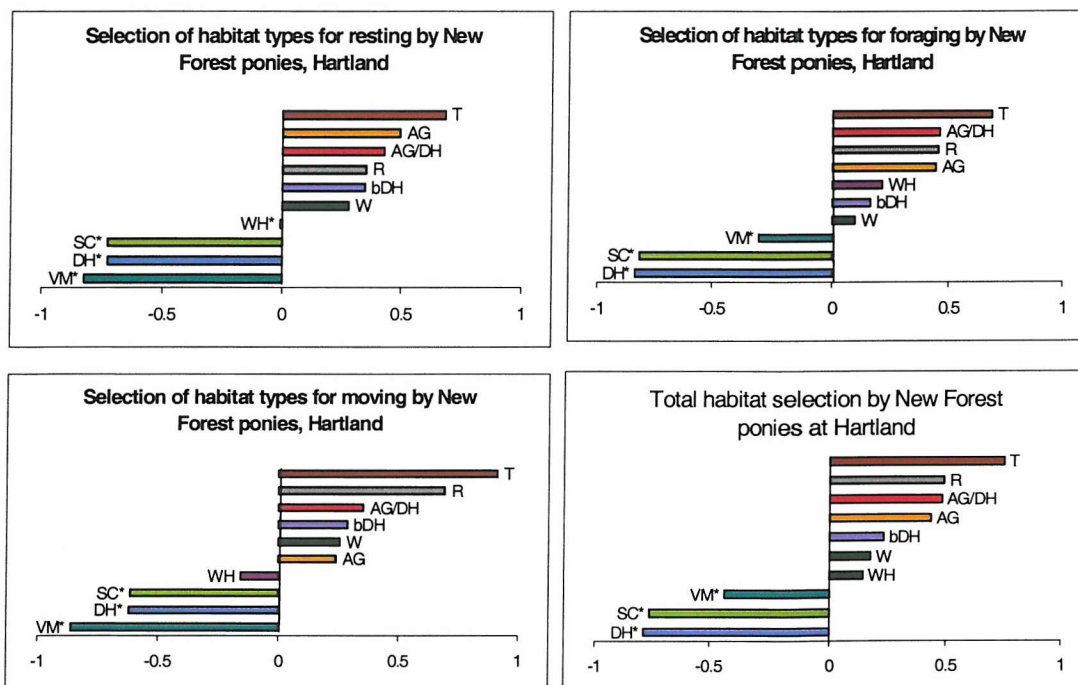 Selection of habitat types for resting by New
Forest ponies, Hartland
T
AG
AG/DH
R
bDH
W
WH*
SC*
DH*
VM*
-1 -0.5 0 0.5 1
Selection of habitat types for foraging by New
Forest ponies, Hartland
T
AG/DH
R
AG
WH
bDH
W
VM*
SC*
DH*
-1 -0.5 0 0.5 1
Selection of habitat types for moving by New
Forest ponies, Hartland
T
R
AG/DH
bDH
W
AG
WH
SC*
DH*
VM*
-1 -0.5 0 0.5 1
Total habitat selection by New Forest
ponies at Hartland
T
R
AG/DH
AG
bDH
W
WH
VM*
SC*
DH*
-1 -0.5 0 0.5 1